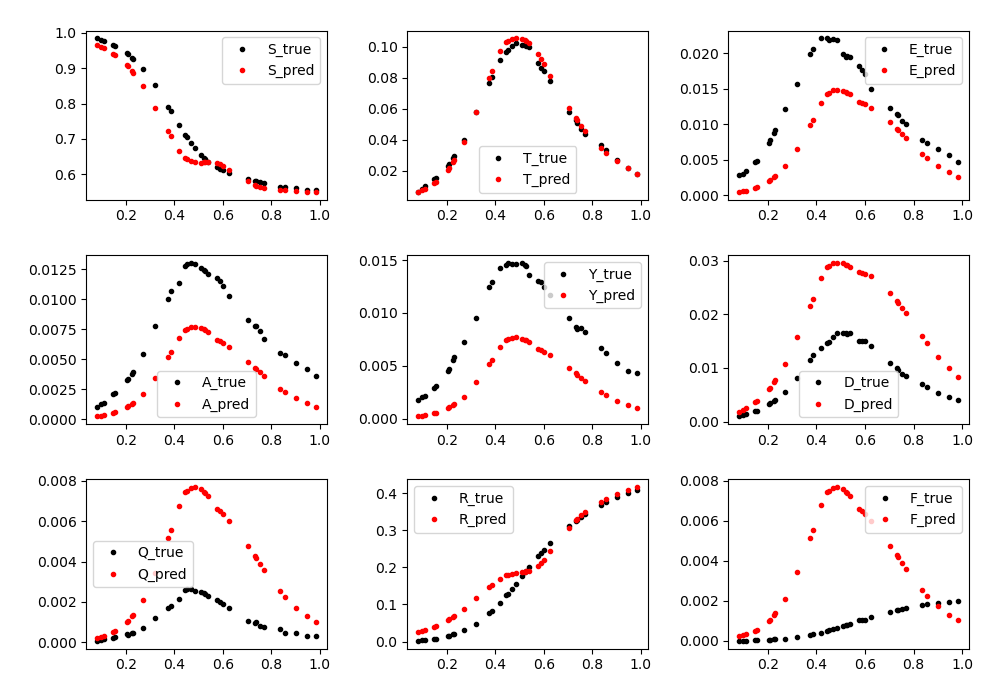 1.0
0.9
0.8
0.7
0.6
0.2 0.4 0.6 0.8 1.0
S_true
S_pred
0.10
0.08
0.06
0.04
0.02
0.2 0.4 0.6 0.8 1.0
T_true
T_pred
0.020
0.015
0.010
0.005
0.000
0.2 0.4 0.6 0.8 1.0
E_true
E_pred
0.0125
0.0100
0.0075
0.0050
0.0025
0.0000
0.2 0.4 0.6 0.8 1.0
A_true
A_pred
0.015
0.010
0.005
0.000
0.2 0.4 0.6 0.8 1.0
Y_true
Y_pred
0.03
0.02
0.01
0.00
0.2 0.4 0.6 0.8 1.0
D_true
D_pred
0.008
0.006
0.004
0.002
0.000
0.2 0.4 0.6 0.8 1.0
Q_true
Q_pred
0.4
0.3
0.2
0.1
0.0
0.2 0.4 0.6 0.8 1.0
R_true
R_pred
0.008
0.006
0.004
0.002
0.000
0.2 0.4 0.6 0.8 1.0
F_true
F_pred